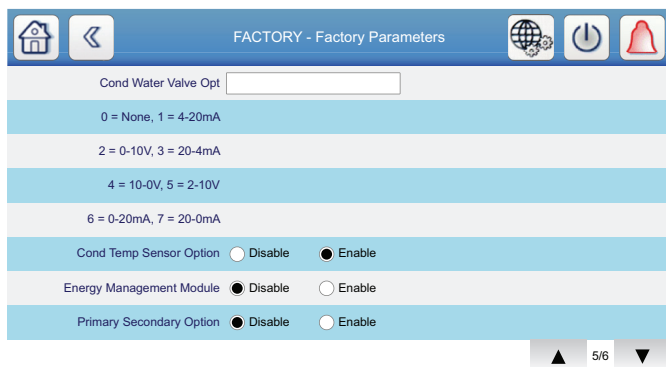 FACTORY - Factory Parameters
Cond Water Valve Opt
0 = None, 1 = 4-20mA
2 = 0-10V, 3 = 20-4mA
4 = 10-0V, 5 = 2-10V
6 = 0-20mA, 7 = 20-0mA
Cond Temp Sensor Option Disable Enable
Energy Management Module Disable Enable
Primary Secondary Option Disable Enable
5/6